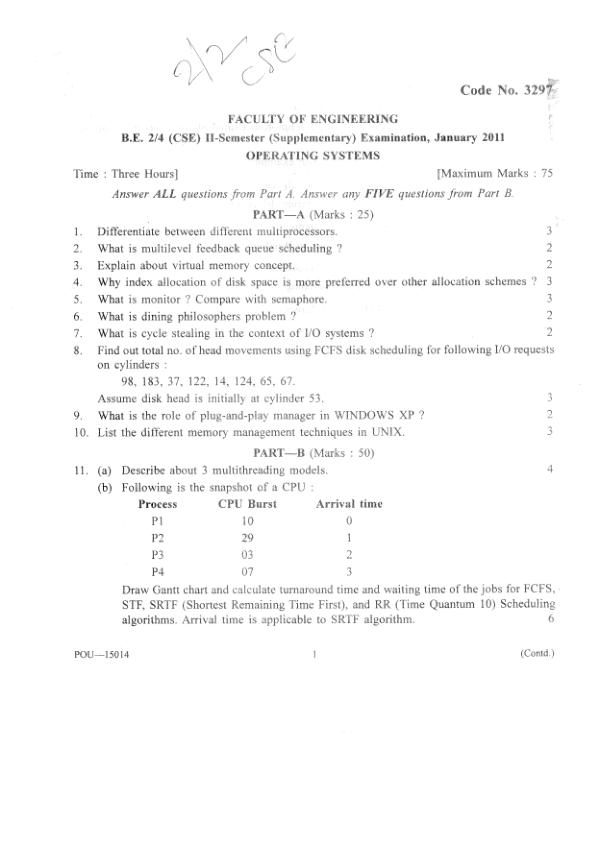 2/2 CSE
Code No. 3297
FACULTY OF ENGINEERING
B.E. 2/4 (CSE) II-Semester (Supplementary) Examination, January 2011
OPERATING SYSTEMS
Time : Three Hours] [Maximum Marks : 75
Answer ALL questions from Part A. Answer any FIVE questions from Part B.
PART—A (Marks : 25)
1. Differentiate between different multiprocessors. 3
2. What is multilevel feedback queue scheduling ? 2
3. Explain about virtual memory concept. 2
4. Why index allocation of disk space is more preferred over other allocation schemes ? 3
5. What is monitor ? Compare with semaphore. 3
6. What is dining philosophers problem ? 2
7. What is cycle stealing in the context of I/O systems ? 2
8. Find out total no. of head movements using FCFS disk scheduling for following I/O requests
on cylinders :
98, 183, 37, 122, 14, 124, 65, 67.
Assume disk head is initially at cylinder 53. 3
9. What is the role of plug-and-play manager in WINDOWS XP ? 2
10. List the different memory management techniques in UNIX. 3
PART—B (Marks : 50)
11. (a) Describe about 3 multithreading models. 4
(b) Following is the snapshot of a CPU :
Process CPU Burst Arrival time
P1 10 0
P2 29 1
P3 03 2
P4 07 3
Draw Gantt chart and calculate turnaround time and waiting time of the jobs for FCFS,
STF, SRTF (Shortest Remaining Time First), and RR (Time Quantum 10) Scheduling
algorithms. Arrival time is applicable to SRTF algorithm. 6
POU—15014 1 (Contd.)